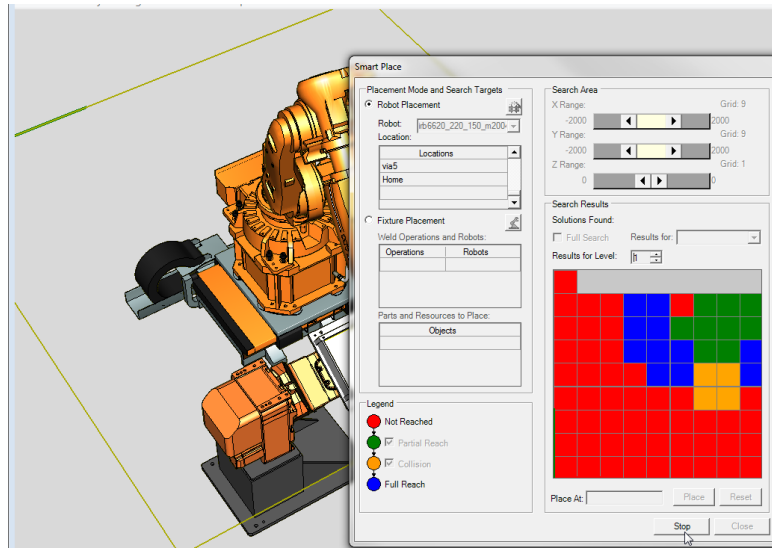 Smart Place
Placement Mode and Search Targets
Robot Placement
Robot:
Location:
Locations
via5
Home
Fixture Placement
Weld Operations and Robots:
Operations Robots
Parts and Resources to Place:
Objects
Legend
Not Reached
Partial Reach
Collision
Full Reach
Search Area
X Range: Grid: 9
-2000 2000
Y Range: Grid: 9
-2000 2000
Z Range: Grid: 1
0 0
Search Results
Solutions Found:
Full Search Results for:
Results for Level:
Place At: Place Reset
Stop Close